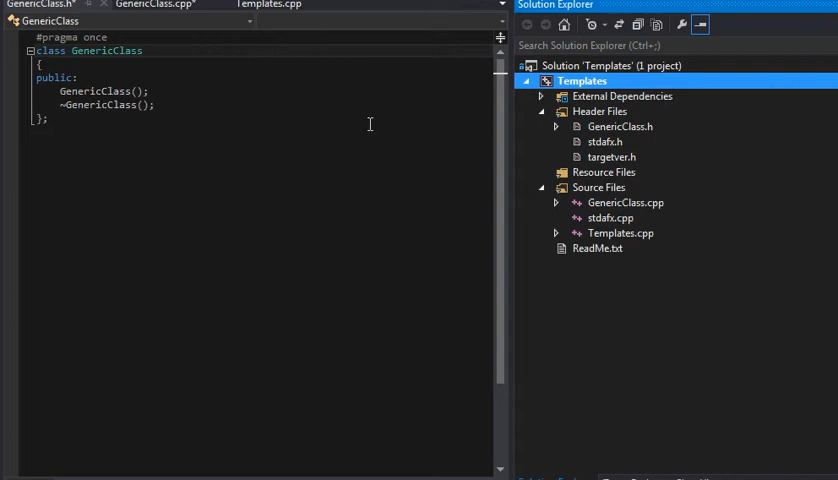 GenericClass.h*
GenericClass.cpp*
Templates.cpp
GenericClass
#pragma once
class GenericClass
{
public:
GenericClass();
~GenericClass();
};
Solution Explorer
Search Solution Explorer (Ctrl+;)
Solution 'Templates' (1 project)
Templates
External Dependencies
Header Files
GenericClass.h
stdafx.h
targetver.h
Resource Files
Source Files
GenericClass.cpp
stdafx.cpp
Templates.cpp
ReadMe.txt